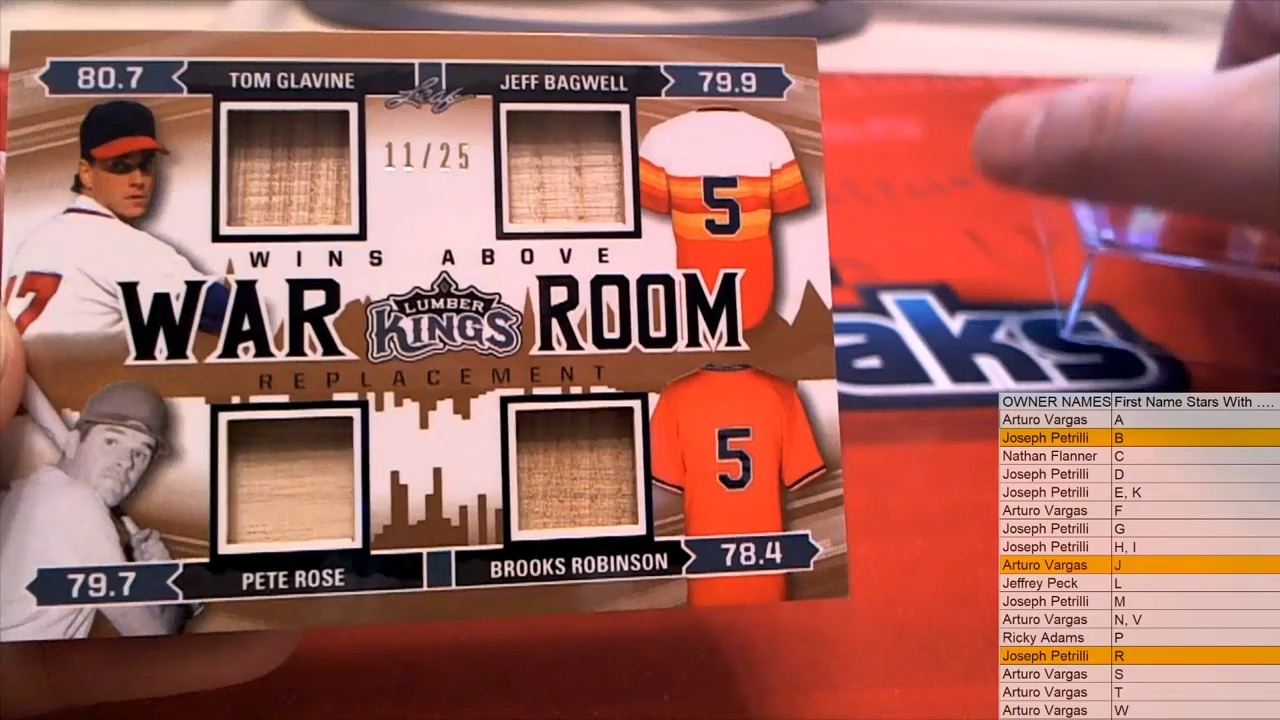 80.7 TOM GLAVINE JEFF BAGWELL 79.9
Leaf
11/25
5
WINS ABOVE
WAR LUMBER KINGS ROOM
REPLACEMENT
7
5
79.7 PETE ROSE BROOKS ROBINSON 78.4
aks
OWNER NAMES First Name Stars With ....
Arturo Vargas A
Joseph Petrilli B
Nathan Flanner C
Joseph Petrilli D
Joseph Petrilli E, K
Arturo Vargas F
Joseph Petrilli G
Joseph Petrilli H, I
Arturo Vargas J
Jeffrey Peck L
Joseph Petrilli M
Arturo Vargas N, V
Ricky Adams P
Joseph Petrilli R
Arturo Vargas S
Arturo Vargas T
Arturo Vargas W